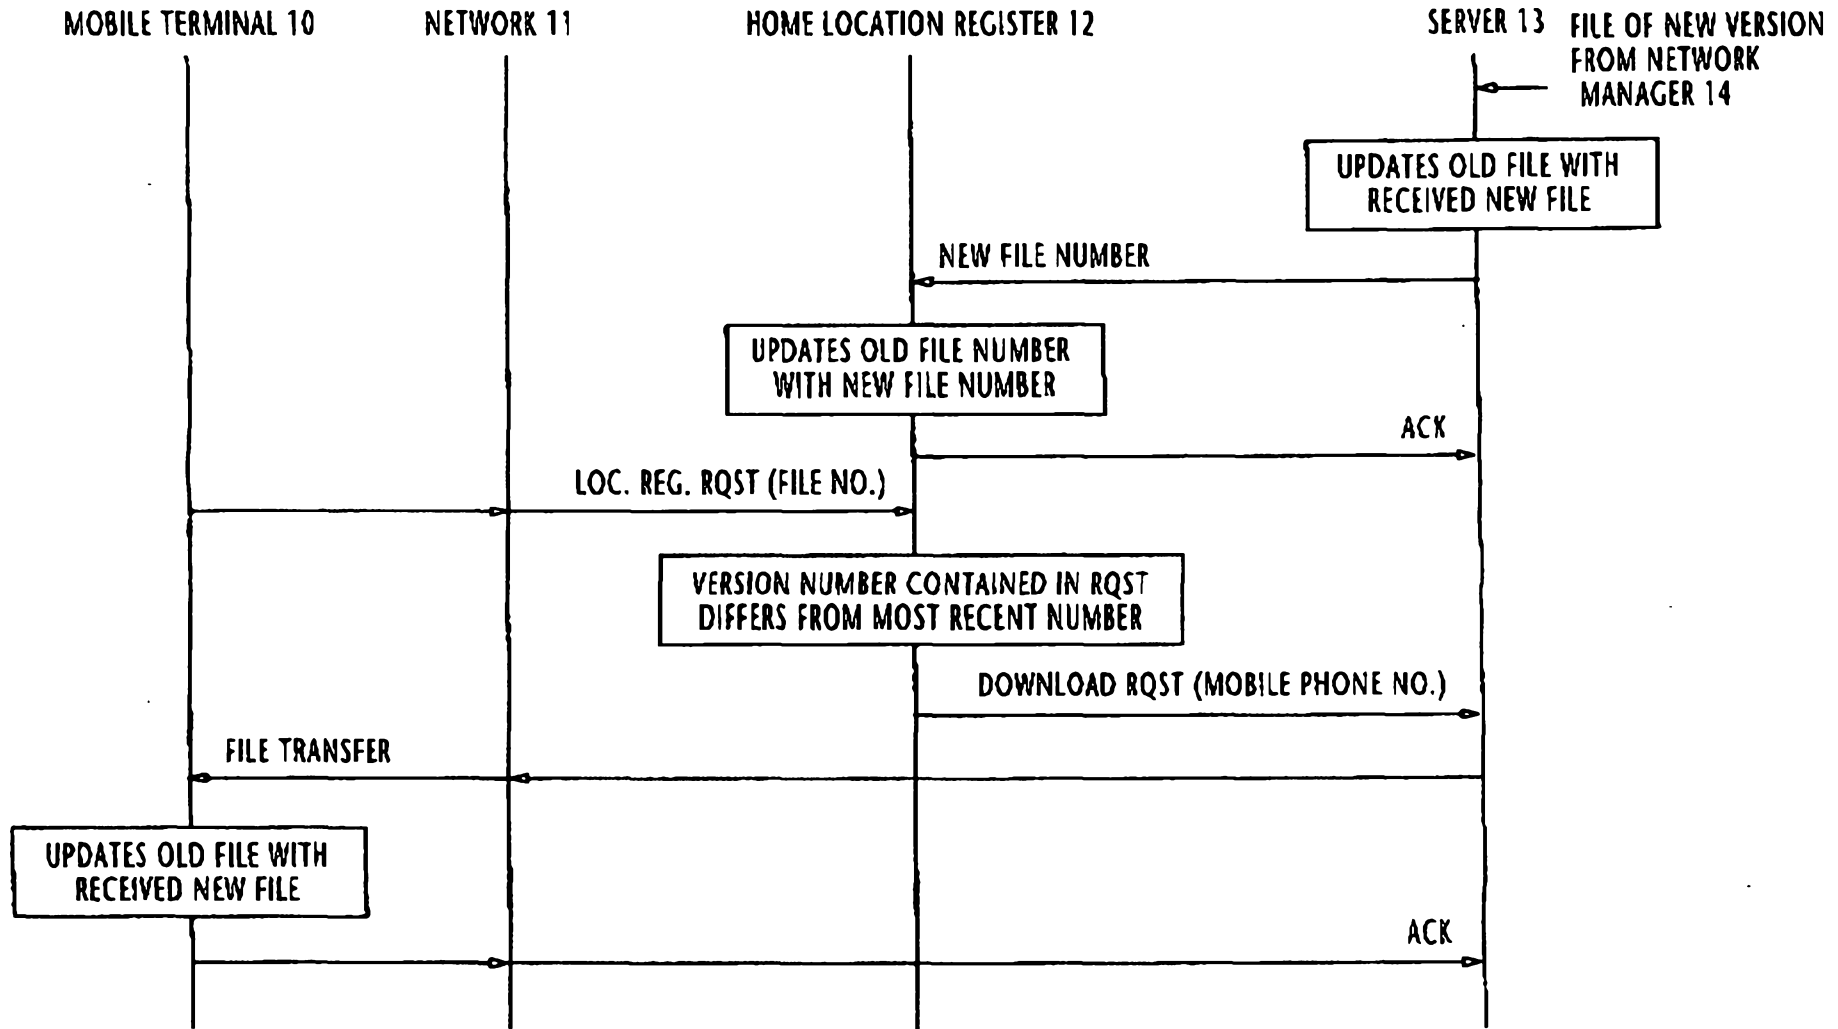 MOBILE TERMINAL 10
NETWORK 11
HOME LOCATION REGISTER 12
SERVER 13
FILE OF NEW VERSION
FROM NETWORK
MANAGER 14
UPDATES OLD FILE WITH
RECEIVED NEW FILE
NEW FILE NUMBER
UPDATES OLD FILE NUMBER
WITH NEW FILE NUMBER
ACK
LOC. REG. RQST (FILE NO.)
VERSION NUMBER CONTAINED IN RQST
DIFFERS FROM MOST RECENT NUMBER
DOWNLOAD RQST (MOBILE PHONE NO.)
FILE TRANSFER
UPDATES OLD FILE WITH
RECEIVED NEW FILE
ACK